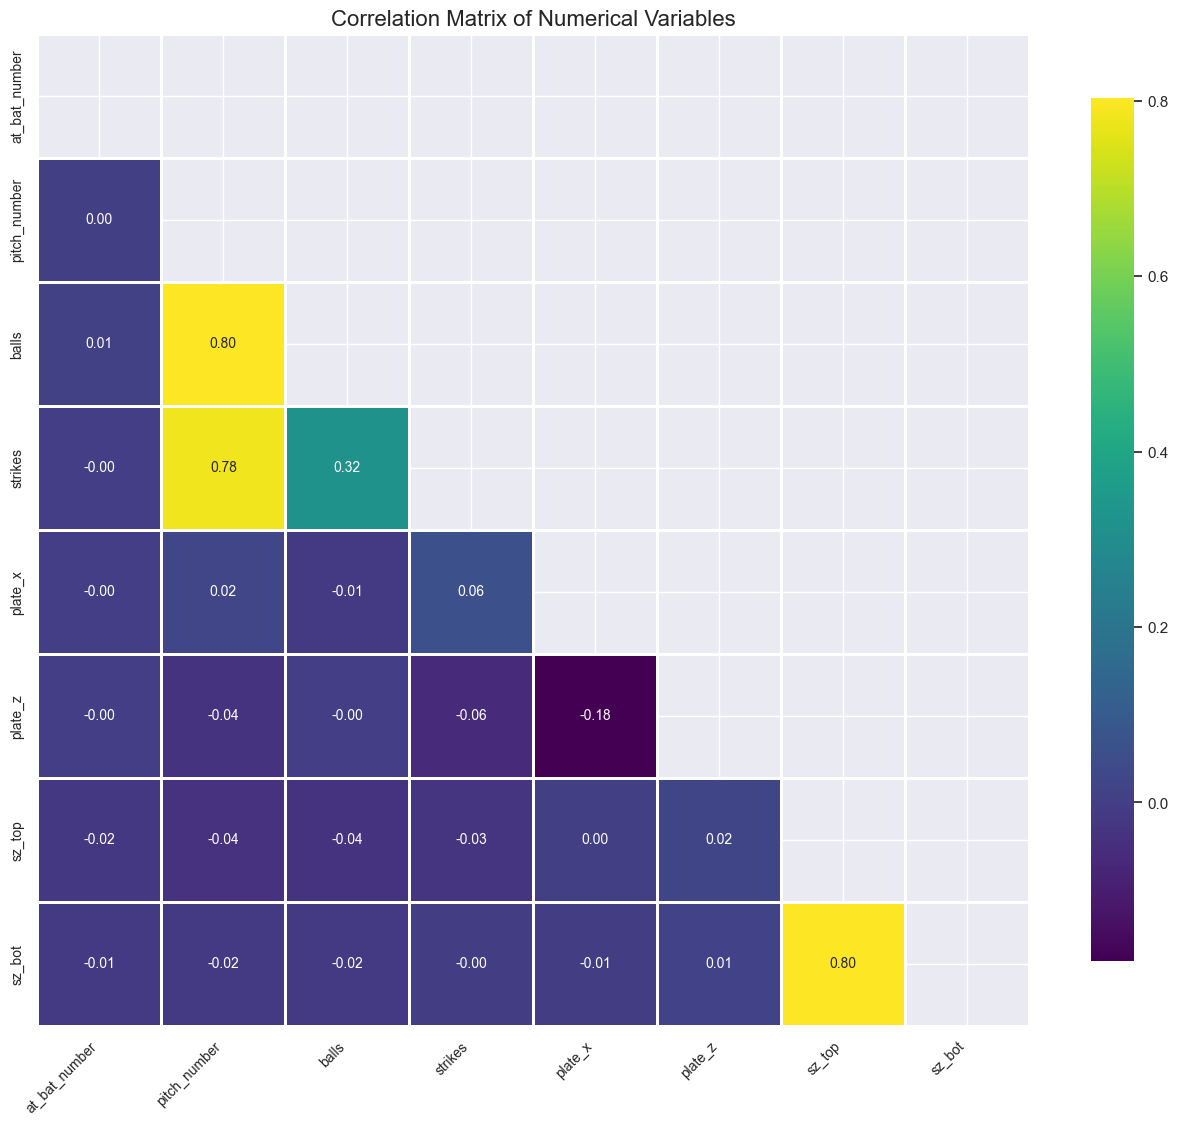 Correlation Matrix of Numerical Variables
at_bat_number
pitch_number
0.00
balls
0.01 0.80
strikes
-0.00 0.78 0.32
plate_x
-0.00 0.02 -0.01 0.06
plate_z
-0.00 -0.04 -0.00 -0.06 -0.18
sz_top
-0.02 -0.04 -0.04 -0.03 0.00 0.02
sz_bot
-0.01 -0.02 -0.02 -0.00 -0.01 0.01 0.80
at_bat_number pitch_number balls strikes plate_x plate_z sz_top sz_bot
0.8
0.6
0.4
0.2
0.0